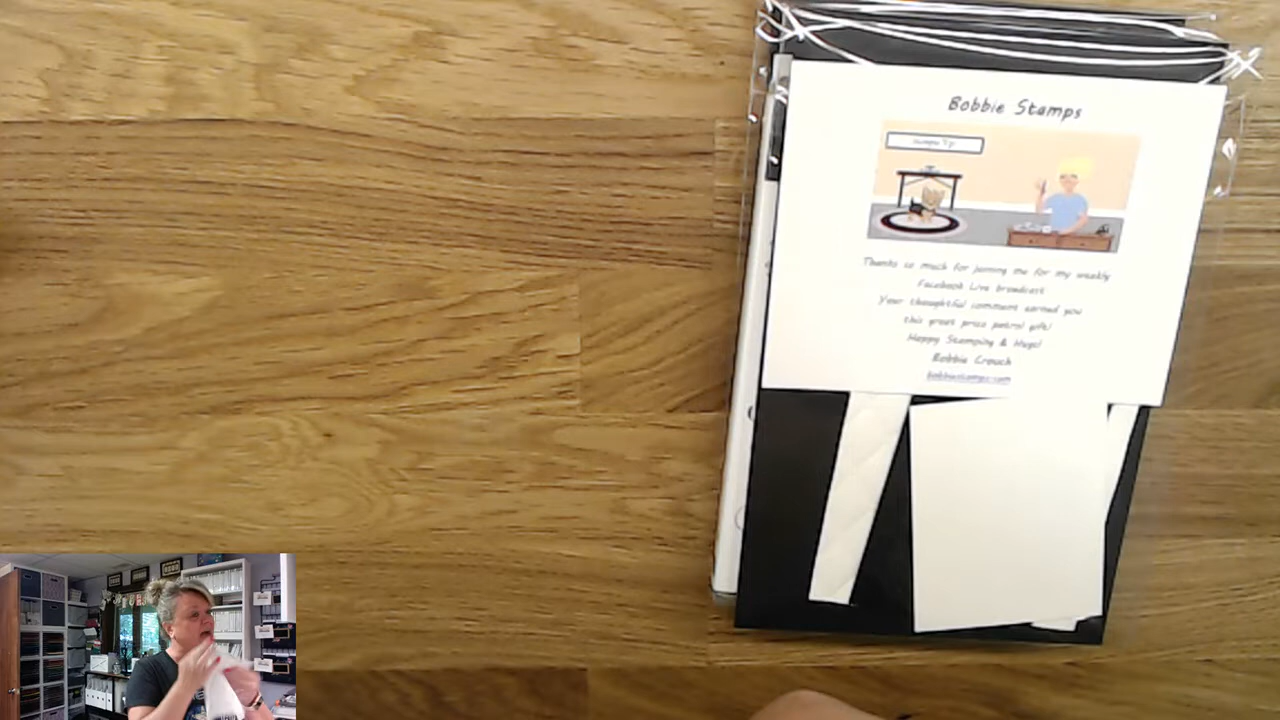 Bobbie Stamps
Thanks so much for joining me for my weekly
Facebook Live broadcast
Your thoughtful comment earned you
this great prize patrol gift!
Happy Stamping & Hugs!
Bobbie Crouch
bobbiestamps.com